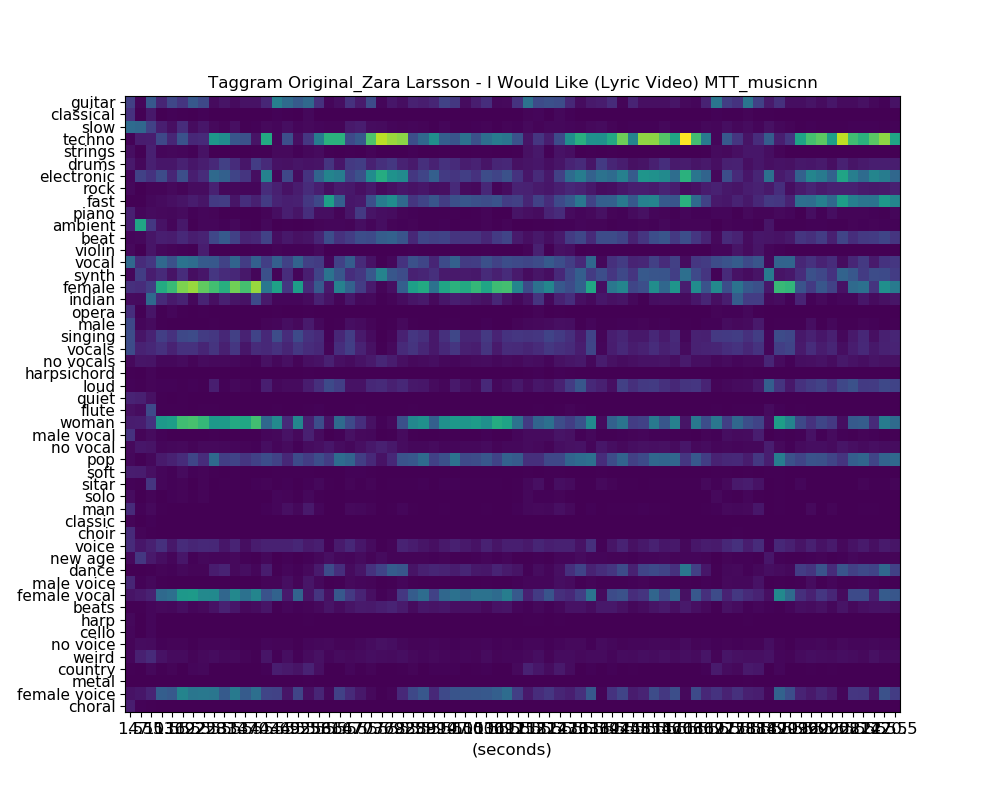 Taggram Original_Zara Larsson - I Would Like (Lyric Video) MTT_musicnn
guitar
classical
slow
techno
strings
drums
electronic
rock
fast
piano
ambient
beat
violin
vocal
synth
female
indian
opera
male
singing
vocals
no vocals
harpsichord
loud
quiet
flute
woman
male vocal
no vocal
pop
soft
sitar
solo
man
classic
choir
voice
new age
dance
male voice
female vocal
beats
harp
cello
no voice
weird
country
metal
female voice
choral
(seconds)